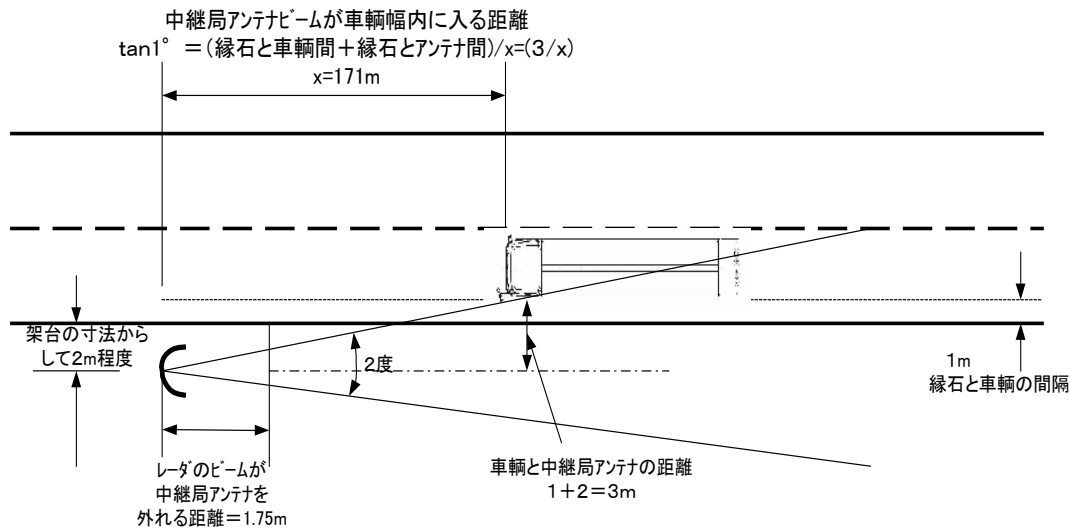 中継局アンテナビームが車輌幅内に入る距離
tan1° =(縁石と車輌間+縁石とアンテナ間)/x=(3/x)
x=171m
架台の寸法から
して2m程度
2度
1m
縁石と車輌の間隔
レーダのビームが
中継局アンテナを
外れる距離=1.75m
車輌と中継局アンテナの距離
1+2=3m